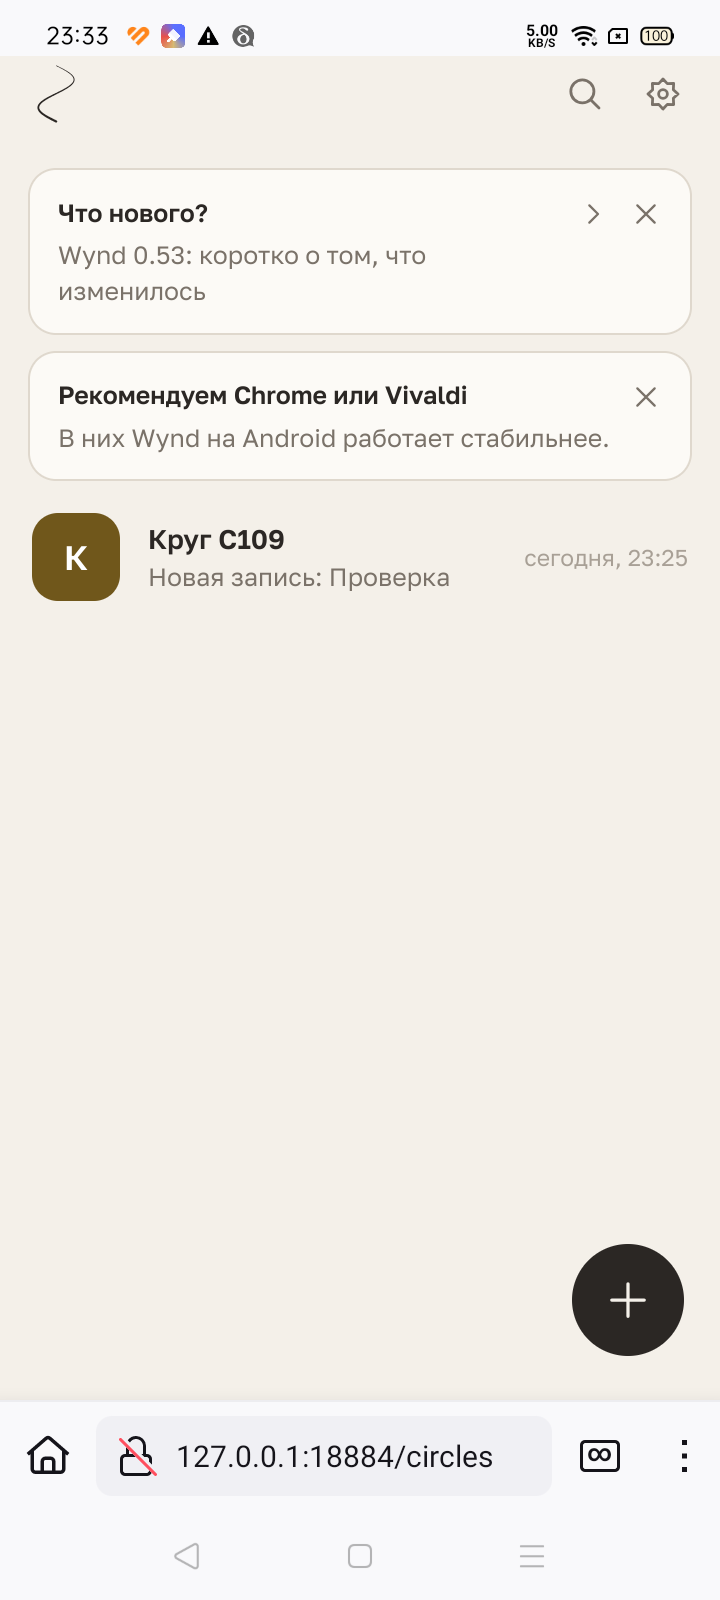 23:33
5.00 KB/S
100
Что нового?
Wynd 0.53: коротко о том, что
изменилось
Рекомендуем Chrome или Vivaldi
В них Wynd на Android работает стабильнее.
К
Круг C109
Новая запись: Проверка
сегодня, 23:25
127.0.0.1:18884/circles